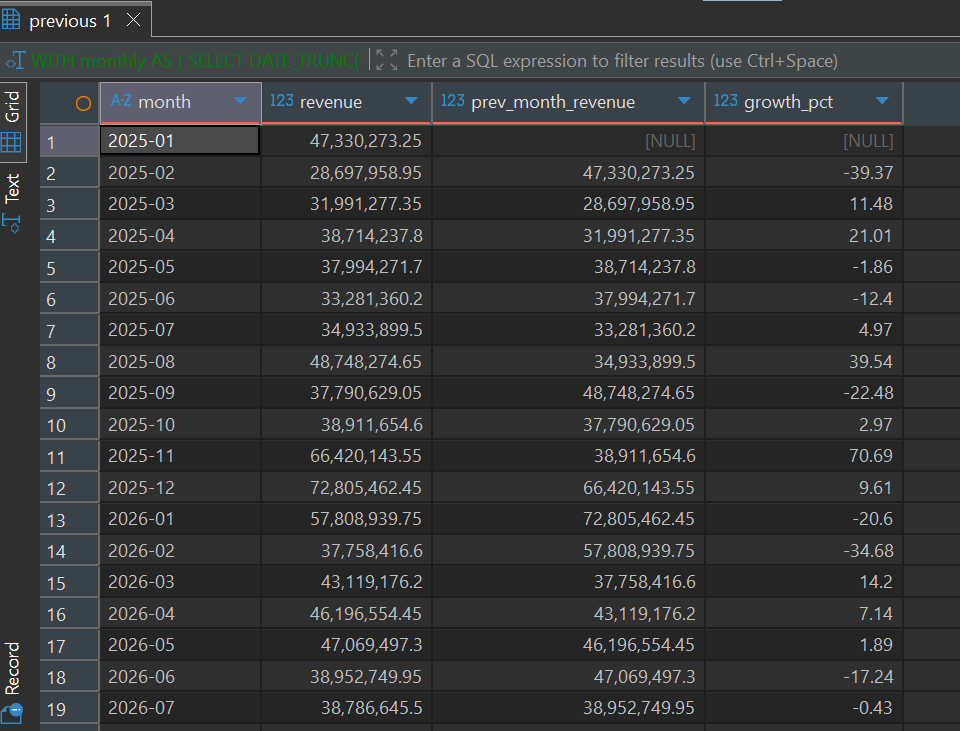 previous 1
WITH monthly AS ( SELECT DATE_TRUNC(' Enter a SQL expression to filter results (use Ctrl+Space)
Grid
Text
Record
A-Z month 123 revenue 123 prev_month_revenue 123 growth_pct
1 2025-01 47,330,273.25 [NULL] [NULL]
2 2025-02 28,697,958.95 47,330,273.25 -39.37
3 2025-03 31,991,277.35 28,697,958.95 11.48
4 2025-04 38,714,237.8 31,991,277.35 21.01
5 2025-05 37,994,271.7 38,714,237.8 -1.86
6 2025-06 33,281,360.2 37,994,271.7 -12.4
7 2025-07 34,933,899.5 33,281,360.2 4.97
8 2025-08 48,748,274.65 34,933,899.5 39.54
9 2025-09 37,790,629.05 48,748,274.65 -22.48
10 2025-10 38,911,654.6 37,790,629.05 2.97
11 2025-11 66,420,143.55 38,911,654.6 70.69
12 2025-12 72,805,462.45 66,420,143.55 9.61
13 2026-01 57,808,939.75 72,805,462.45 -20.6
14 2026-02 37,758,416.6 57,808,939.75 -34.68
15 2026-03 43,119,176.2 37,758,416.6 14.2
16 2026-04 46,196,554.45 43,119,176.2 7.14
17 2026-05 47,069,497.3 46,196,554.45 1.89
18 2026-06 38,952,749.95 47,069,497.3 -17.24
19 2026-07 38,786,645.5 38,952,749.95 -0.43